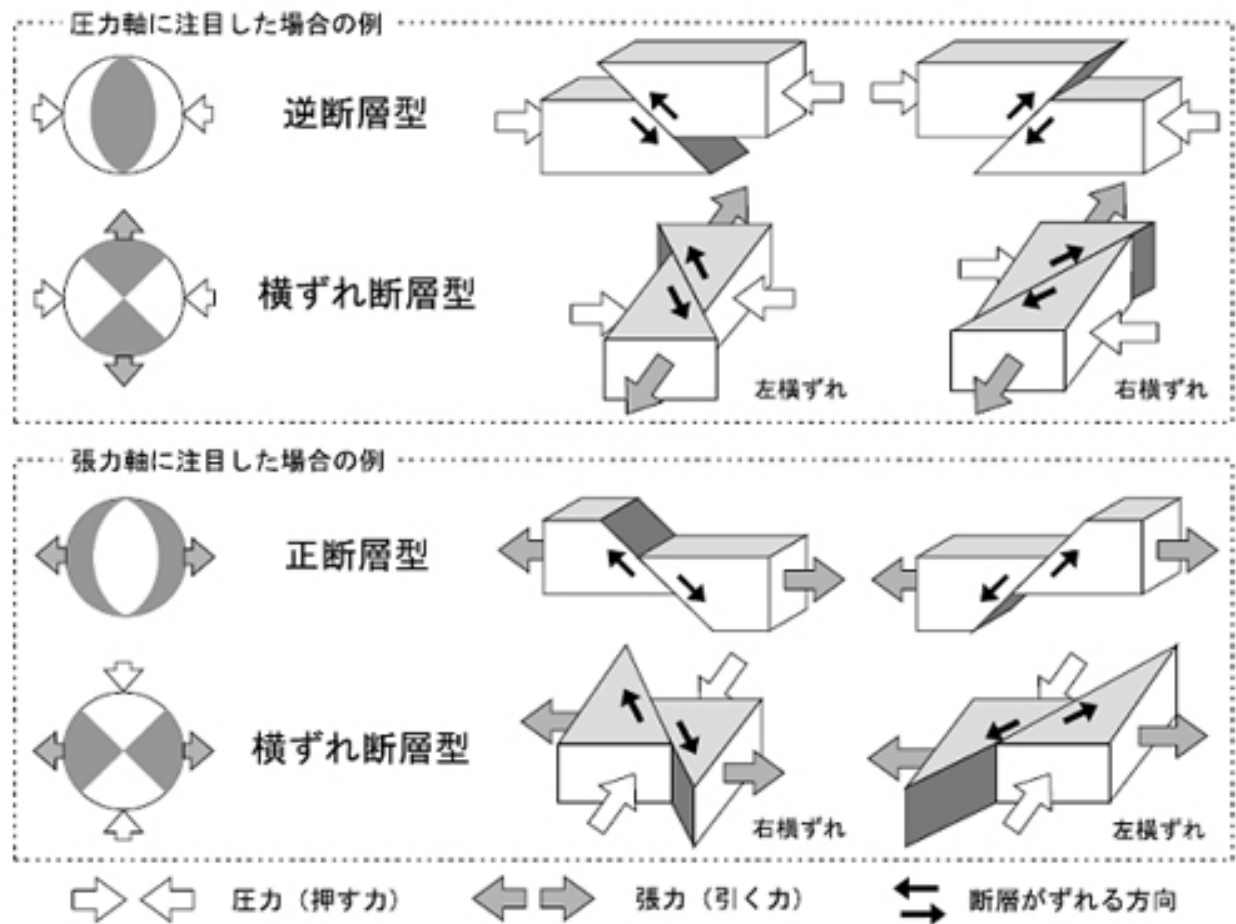 圧力軸に注目した場合の例
逆断層型
横ずれ断層型
左横ずれ
右横ずれ
張力軸に注目した場合の例
正断層型
横ずれ断層型
右横ずれ
左横ずれ
圧力（押す力）
張力（引く力）
断層がずれる方向